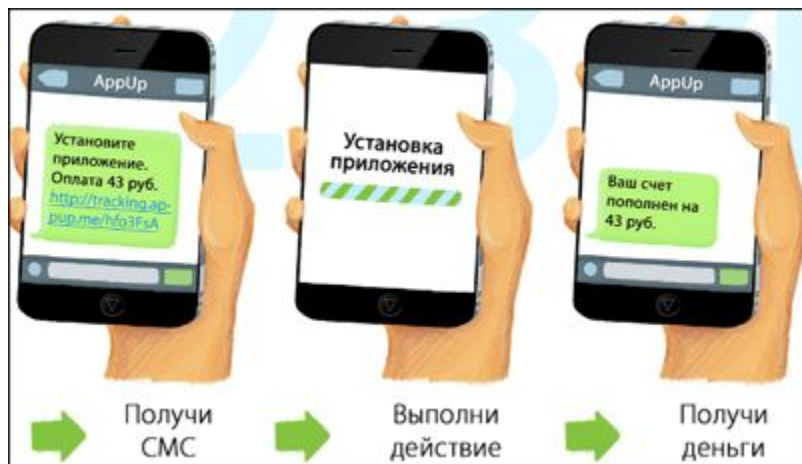 AppUp
Установите
приложение.
Оплата 43 руб.
http://tracking.ap-
pup.me/hfo3FsA
Получи
СМС
Установка
приложения
Выполни
действие
AppUp
Ваш счет
пополнен на
43 руб.
Получи
деньги